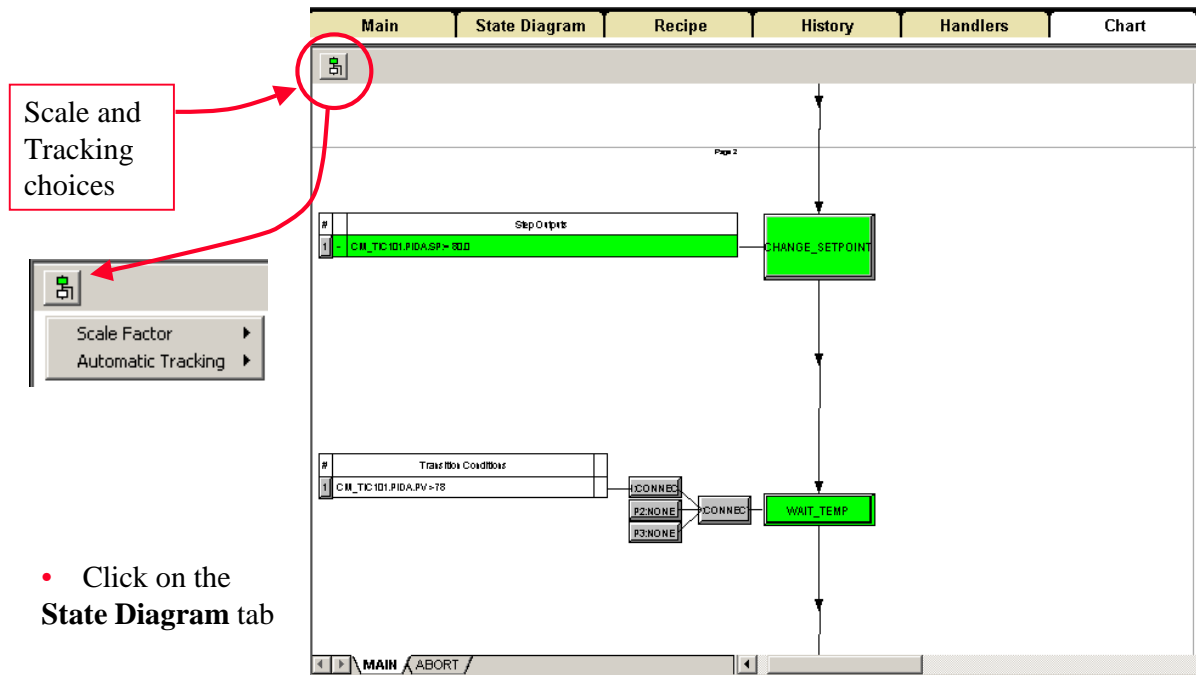 Main State Diagram Recipe History Handlers Chart
Scale and
Tracking
choices
Page 2
# Step Outputs
1 - CM_TIC101.PIDA.SP:= 80.0
CHANGE_SETPOINT
Scale Factor
Automatic Tracking
# Transition Conditions
1 CM_TIC101.PIDA.PV>78
:CONNEC
P2:NONE
P3:NONE
:CONNECT
WAIT_TEMP
• Click on the
State Diagram tab
MAIN ABORT